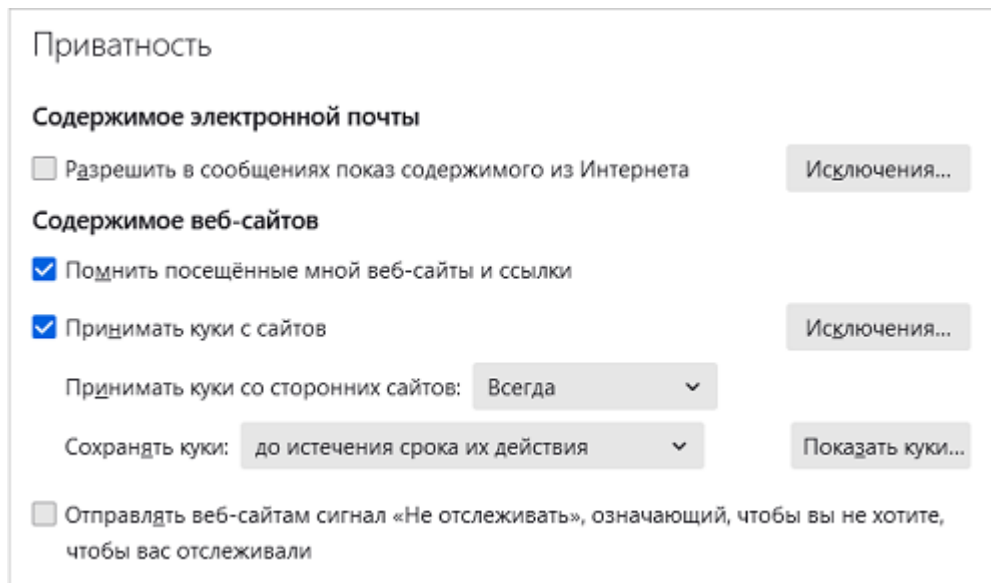 Приватность
Содержимое электронной почты
Разрешить в сообщениях показ содержимого из Интернета
Исключения...
Содержимое веб-сайтов
Помнить посещённые мной веб-сайты и ссылки
Принимать куки с сайтов
Исключения...
Принимать куки со сторонних сайтов: Всегда
Сохранять куки: до истечения срока их действия
Показать куки...
Отправлять веб-сайтам сигнал «Не отслеживать», означающий, чтобы вы не хотите,
чтобы вас отслеживали